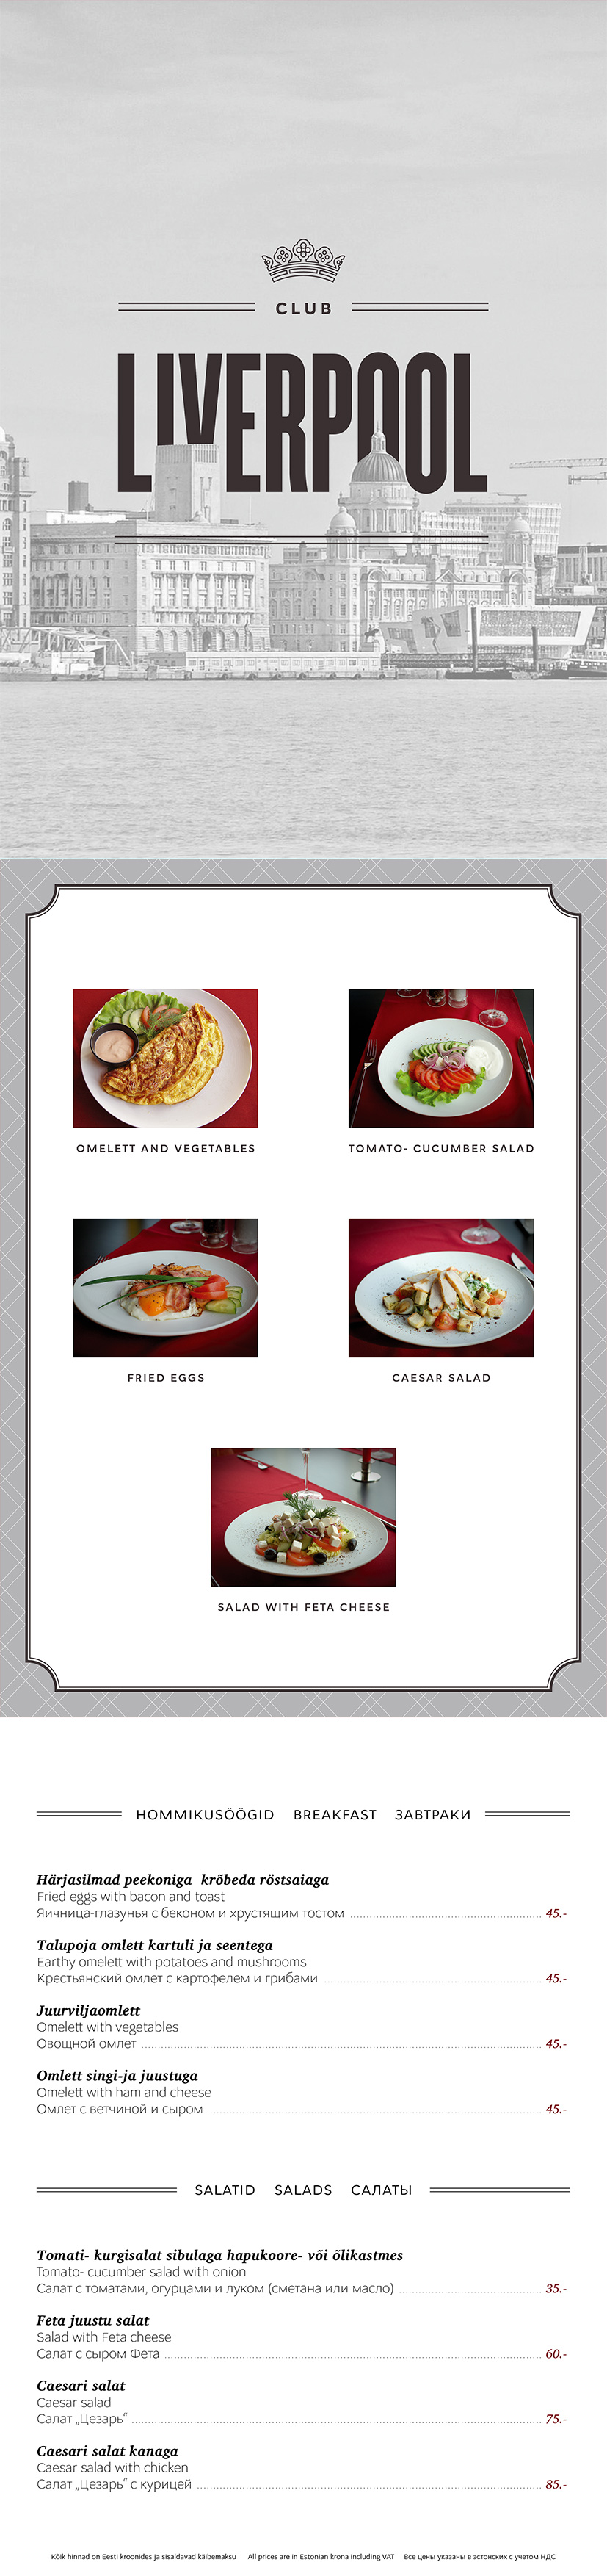 CLUB
LIVERPOOL
OMELETT AND VEGETABLES
TOMATO- CUCUMBER SALAD
FRIED EGGS
CAESAR SALAD
SALAD WITH FETA CHEESE
HOMMIKUSÖÖGID BREAKFAST ЗАВТРАКИ
Härjasilmad peekoniga krõbeda röstsaiaga
Fried eggs with bacon and toast
Яичница-глазунья с беконом и хрустящим тостом 45.-
Talupoja omlett kartuli ja seentega
Earthy omelett with potatoes and mushrooms
Крестьянский омлет с картофелем и грибами 45.-
Juurviljaomlett
Omelett with vegetables
Овощной омлет 45.-
Omlett singi-ja juustuga
Omelett with ham and cheese
Омлет с ветчиной и сыром 45.-
SALATID SALADS САЛАТЫ
Tomati- kurgisalat sibulaga hapukoore- või õlikastmes
Tomato- cucumber salad with onion
Салат с томатами, огурцами и луком (сметана или масло) 35.-
Feta juustu salat
Salad with Feta cheese
Салат с сыром Фета 60.-
Caesari salat
Caesar salad
Салат „Цезарь“ 75.-
Caesari salat kanaga
Caesar salad with chicken
Салат „Цезарь“ с курицей 85.-
Kõik hinnad on Eesti kroonides ja sisaldavad käibemaksu All prices are in Estonian krona including VAT Все цены указаны в эстонских с учетом НДС